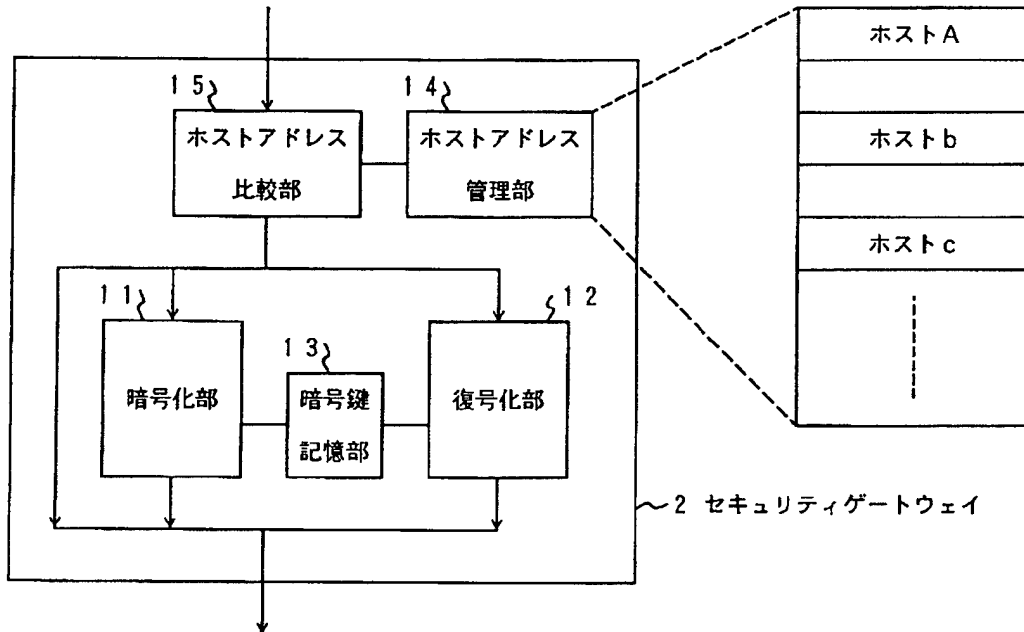 ホストA
１５
１４
ホストアドレス
比較部
ホストアドレス
管理部
ホストb
ホストc
１１
１２
１３
暗号化部
暗号鍵
記憶部
復号化部
2 セキュリティゲートウェイ